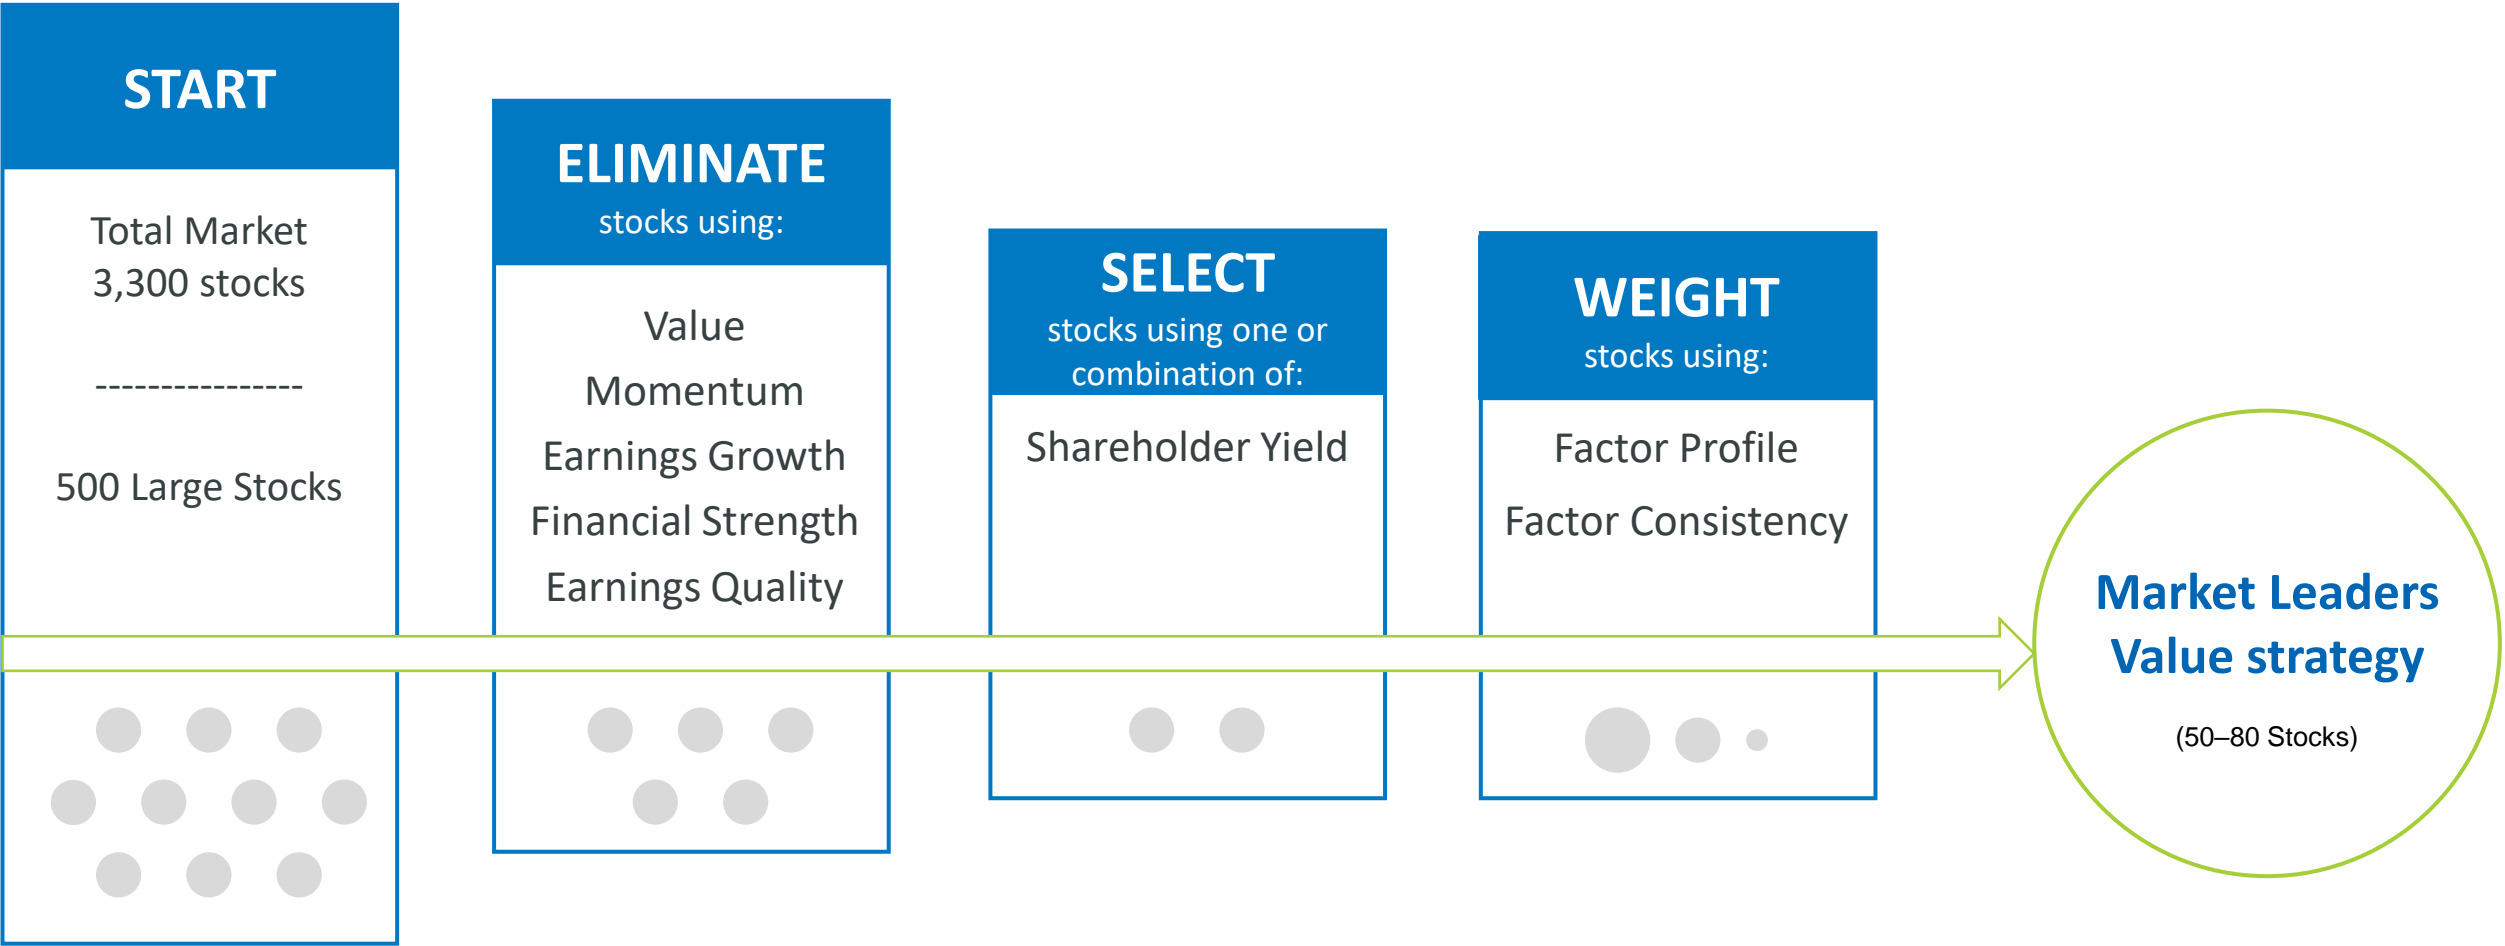 START
Total Market
3,300 stocks
----------------
500 Large Stocks
ELIMINATE
stocks using:
Value
Momentum
Earnings Growth
Financial Strength
Earnings Quality
SELECT
stocks using one or
combination of:
Shareholder Yield
WEIGHT
stocks using:
Factor Profile
Factor Consistency
Market Leaders
Value strategy
(50–80 Stocks)